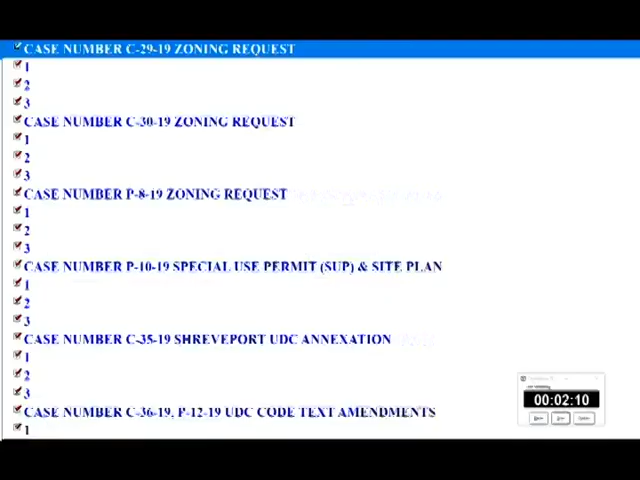 CASE NUMBER C-29-19 ZONING REQUEST
1
2
3
CASE NUMBER C-30-19 ZONING REQUEST
1
2
3
CASE NUMBER P-8-19 ZONING REQUEST
1
2
3
CASE NUMBER P-10-19 SPECIAL USE PERMIT (SUP) & SITE PLAN
1
2
3
CASE NUMBER C-35-19 SHREVEPORT UDC ANNEXATION
1
2
3
CASE NUMBER C-36-19, P-12-19 UDC CODE TEXT AMENDMENTS
1
00:02:10